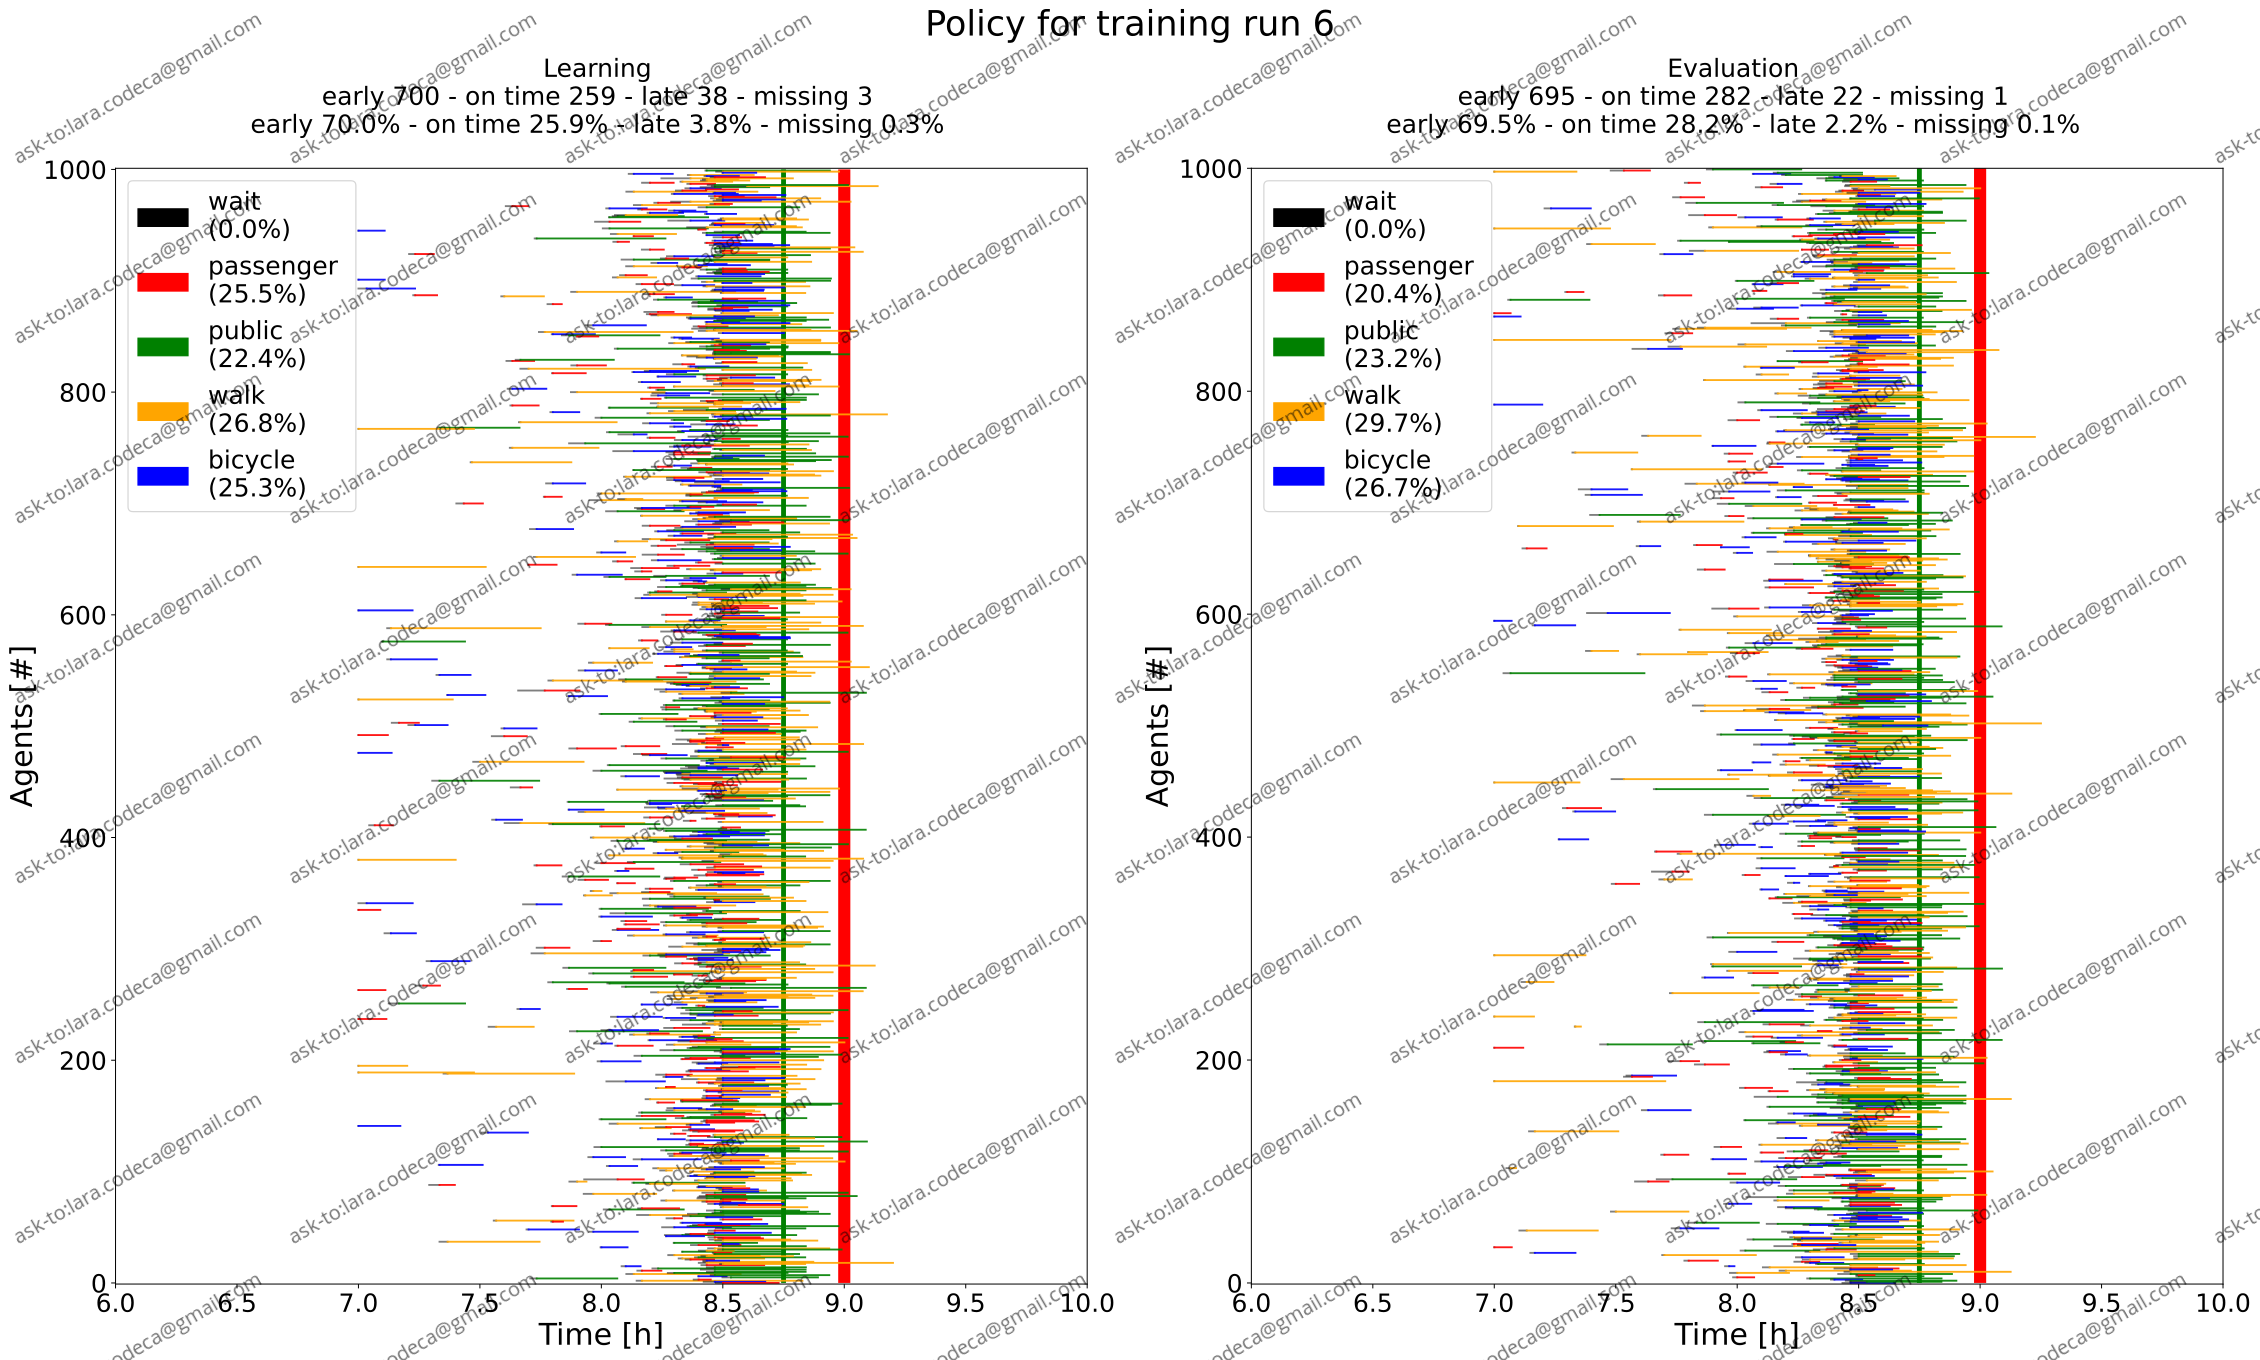 Policy for training run 6
Learning
early 700 - on time 259 - late 38 - missing 3
early 70.0% - on time 25.9% - late 3.8% - missing 0.3%
1000
800
600
400
200
0
Agents [#]
wait
(0.0%)
passenger
(25.5%)
public
(22.4%)
walk
(26.8%)
bicycle
(25.3%)
6.0 6.5 7.0 7.5 8.0 8.5 9.0 9.5 10.0
Time [h]
Evaluation
early 695 - on time 282 - late 22 - missing 1
early 69.5% - on time 28.2% - late 2.2% - missing 0.1%
1000
800
600
400
200
0
Agents [#]
wait
(0.0%)
passenger
(20.4%)
public
(23.2%)
walk
(29.7%)
bicycle
(26.7%)
6.0 6.5 7.0 7.5 8.0 8.5 9.0 9.5 10.0
Time [h]
ask-to:lara.codeca@gmail.com